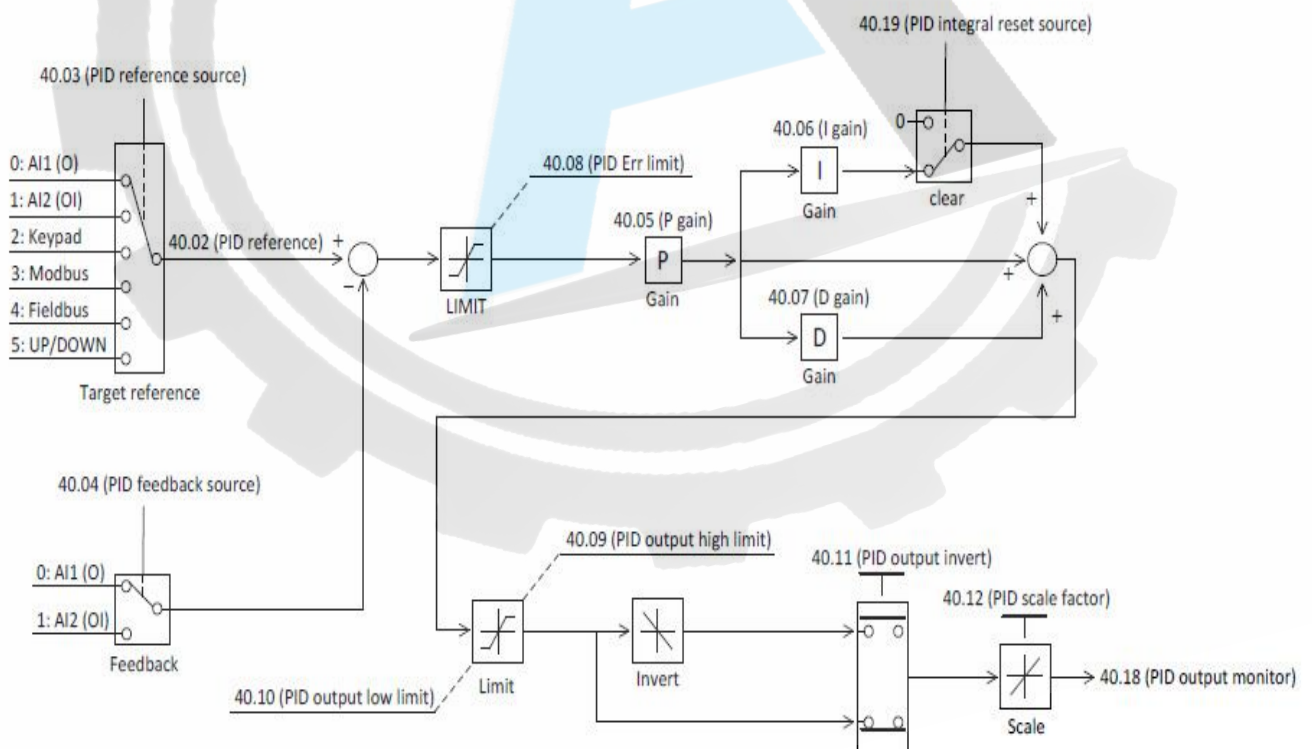 40.19 (PID integral reset source)
40.03 (PID reference source)
0
40.06 (I gain)
I
Gain
clear
0: AI1 (O)
1: AI2 (OI)
2: Keypad
3: Modbus
4: Fieldbus
5: UP/DOWN
Target reference
40.02 (PID reference)
+
−
40.08 (PID Err limit)
LIMIT
40.05 (P gain)
P
Gain
+
+
+
40.07 (D gain)
D
Gain
40.04 (PID feedback source)
0: AI1 (O)
1: AI2 (OI)
Feedback
40.09 (PID output high limit)
40.10 (PID output low limit)
Limit
Invert
40.11 (PID output invert)
40.12 (PID scale factor)
Scale
40.18 (PID output monitor)